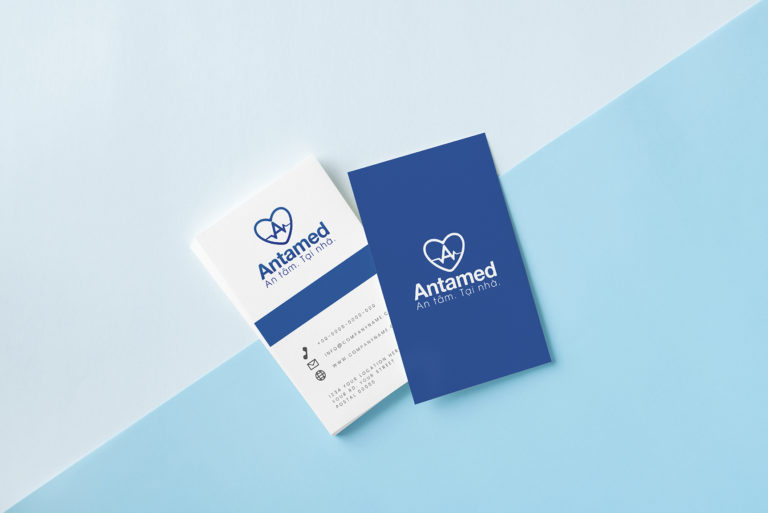 A
Antamed
An tâm. Tại nhà.
+00-0000-0000-000
INFO@COMPANYNAME.C
WWW.COMPANYNAME.
1234 YOUR LOCATION HER
YOUR RD, YOUR STREET
POSTAL 00000
A
Antamed
An tâm. Tại nhà.